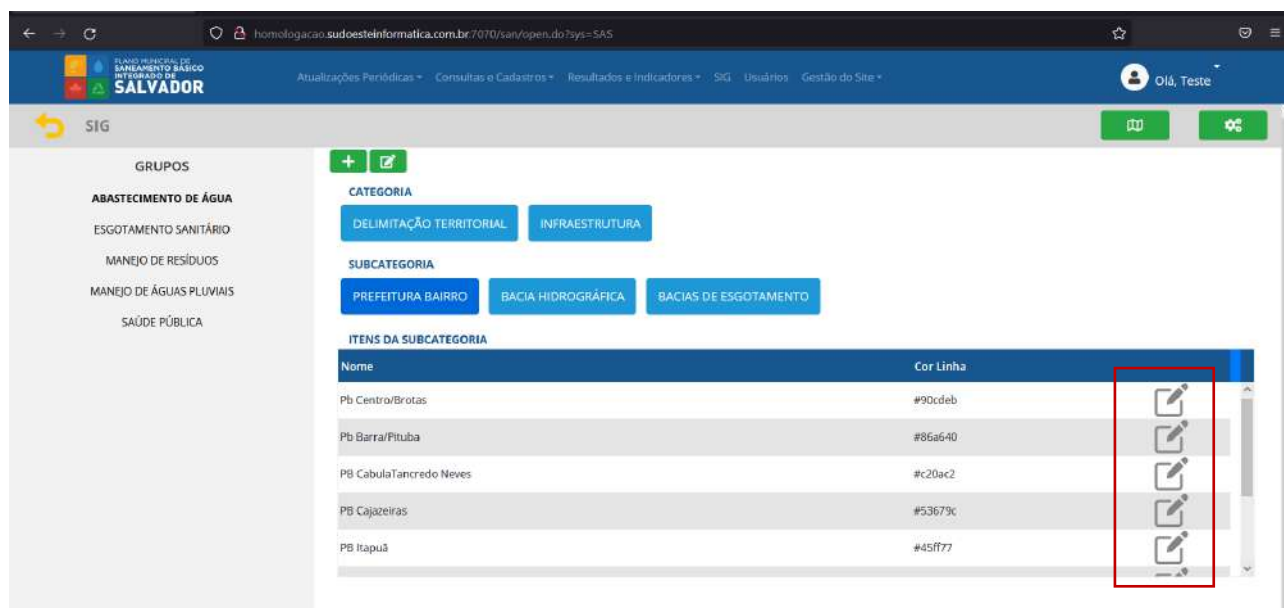 homologacao.sudoesteinformatica.com.br:7070/san/open.do?sys=SAS
PLANO MUNICIPAL DE
SANEAMENTO BÁSICO
INTEGRADO DE
SALVADOR
Atualizações Periódicas Consultas e Cadastros Resultados e Indicadores SIG Usuários Gestão do Site
Olá, Teste
SIG
GRUPOS
ABASTECIMENTO DE ÁGUA
ESGOTAMENTO SANITÁRIO
MANEJO DE RESÍDUOS
MANEJO DE ÁGUAS PLUVIAIS
SAÚDE PÚBLICA
CATEGORIA
DELIMITAÇÃO TERRITORIAL INFRAESTRUTURA
SUBCATEGORIA
PREFEITURA BAIRRO BACIA HIDROGRÁFICA BACIAS DE ESGOTAMENTO
ITENS DA SUBCATEGORIA
Nome Cor Linha
Pb Centro/Brotas #90cdeb
Pb Barra/Pituba #86a640
PB CabulaTancredo Neves #c20ac2
PB Cajazeiras #53679c
PB Itapuã #45ff77